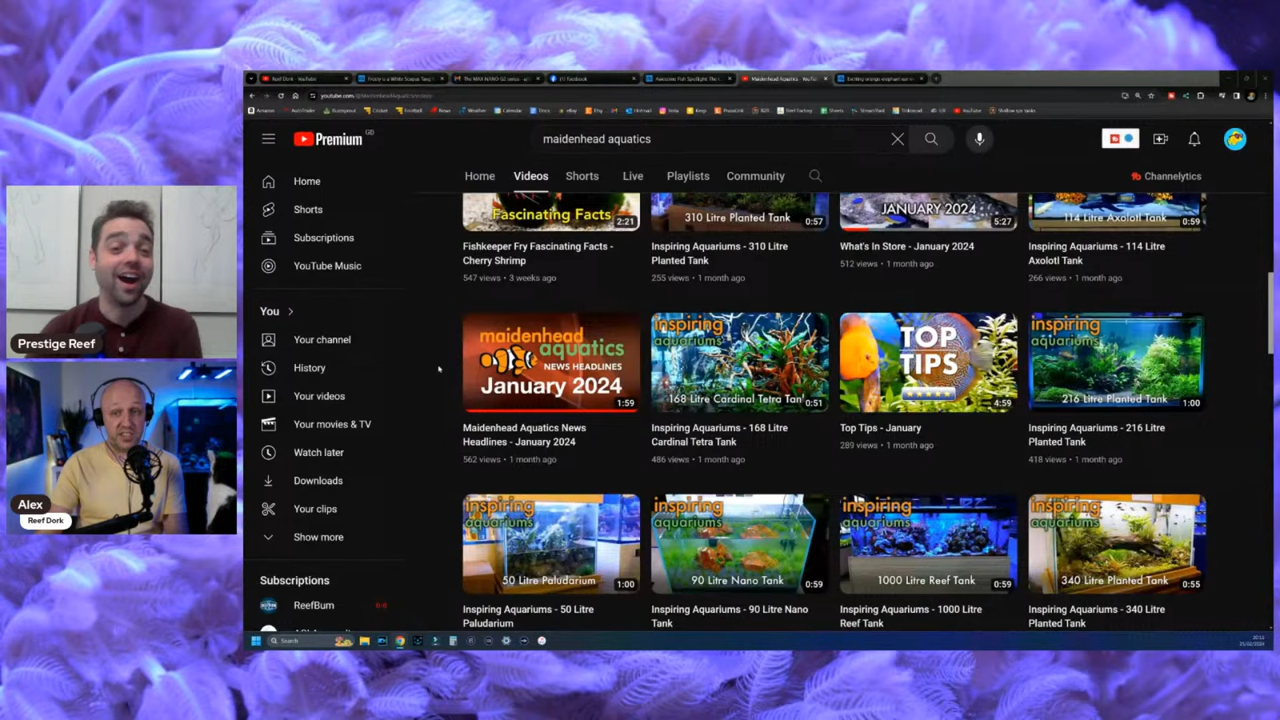 Reef Dork - YouTube
Maidenhead Aquatics - YouTube
Premium
GB
maidenhead aquatics
Home
Videos
Shorts
Live
Playlists
Community
Channelytics
Home
Shorts
Subscriptions
YouTube Music
You
Your channel
History
Your videos
Your movies & TV
Watch later
Downloads
Your clips
Show more
Subscriptions
ReefBum
Fascinating Facts
2:21
310 Litre Planted Tank
0:57
JANUARY 2024
5:27
114 Litre Axolotl Tank
0:59
Fishkeeper Fry Fascinating Facts -
Cherry Shrimp
547 views • 3 weeks ago
Inspiring Aquariums - 310 Litre
Planted Tank
255 views • 1 month ago
What's In Store - January 2024
512 views • 1 month ago
Inspiring Aquariums - 114 Litre
Axolotl Tank
266 views • 1 month ago
maidenhead
aquatics
NEWS HEADLINES
January 2024
1:59
inspiring
aquariums
168 Litre Cardinal Tetra Tan
0:51
TOP
TIPS
4:59
inspiring
aquariums
216 Litre Planted Tank
1:00
Maidenhead Aquatics News
Headlines - January 2024
562 views • 1 month ago
Inspiring Aquariums - 168 Litre
Cardinal Tetra Tank
486 views • 1 month ago
Top Tips - January
289 views • 1 month ago
Inspiring Aquariums - 216 Litre
Planted Tank
418 views • 1 month ago
inspiring
aquariums
50 Litre Paludarium
1:00
inspiring
aquariums
90 Litre Nano Tank
0:59
inspiring
aquariums
1000 Litre Reef Tank
0:59
inspiring
aquariums
340 Litre Planted Tank
0:55
Inspiring Aquariums - 50 Litre
Paludarium
Inspiring Aquariums - 90 Litre Nano
Tank
Inspiring Aquariums - 1000 Litre
Reef Tank
Inspiring Aquariums - 340 Litre
Planted Tank
Search
Prestige Reef
Alex
Reef Dork